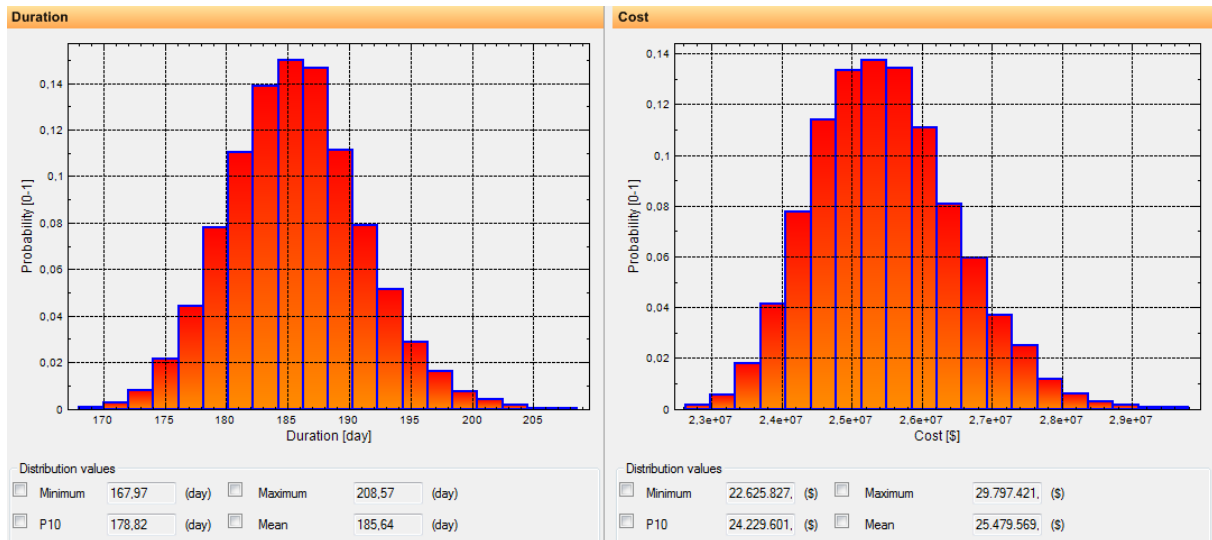 Duration
0,14
0,12
0,1
0,08
0,06
0,04
0,02
0
Probability [0-1]
170 175 180 185 190 195 200 205
Duration [day]
Distribution values
Minimum 167,97 (day) Maximum 208,57 (day)
P10 178,82 (day) Mean 185,64 (day)
Cost
0,14
0,12
0,1
0,08
0,06
0,04
0,02
0
Probability [0-1]
2,3e+07 2,4e+07 2,5e+07 2,6e+07 2,7e+07 2,8e+07 2,9e+07
Cost [$]
Distribution values
Minimum 22.625.827, ($) Maximum 29.797.421, ($)
P10 24.229.601, ($) Mean 25.479.569, ($)